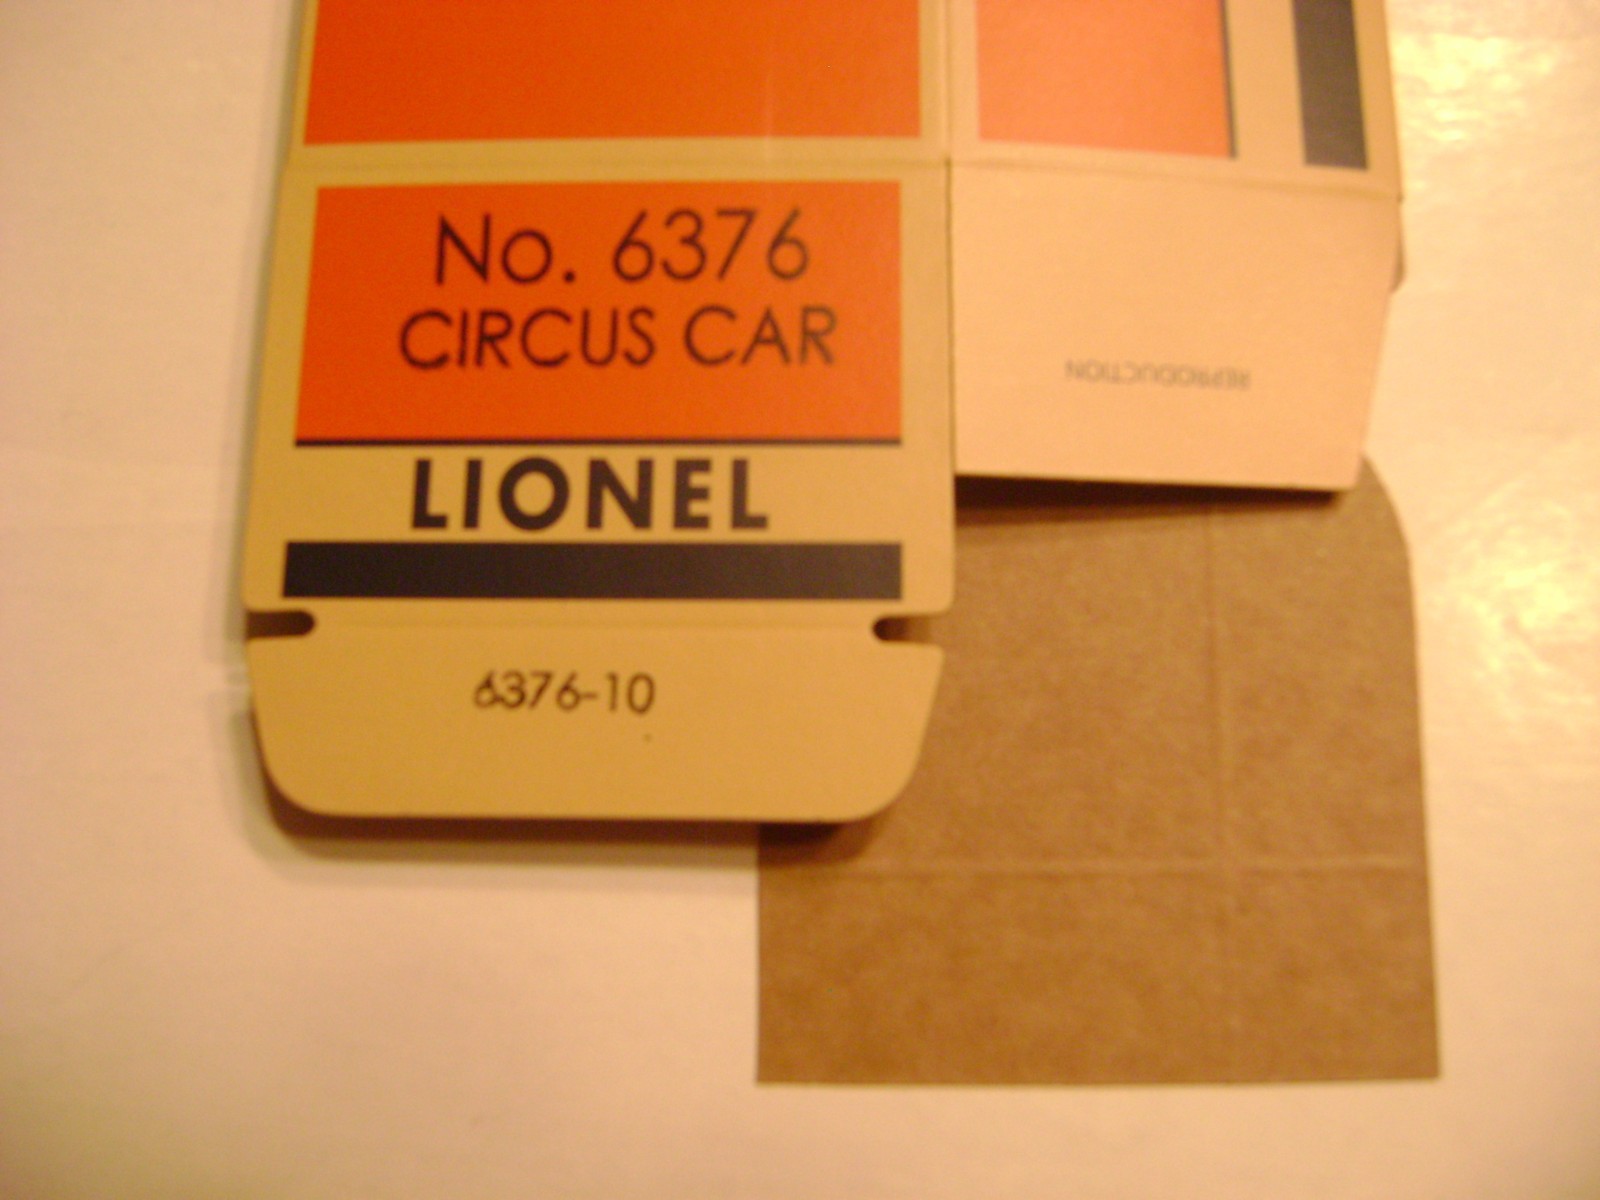 No. 6376
CIRCUS CAR
LIONEL
6376-10
REPRODUCTION